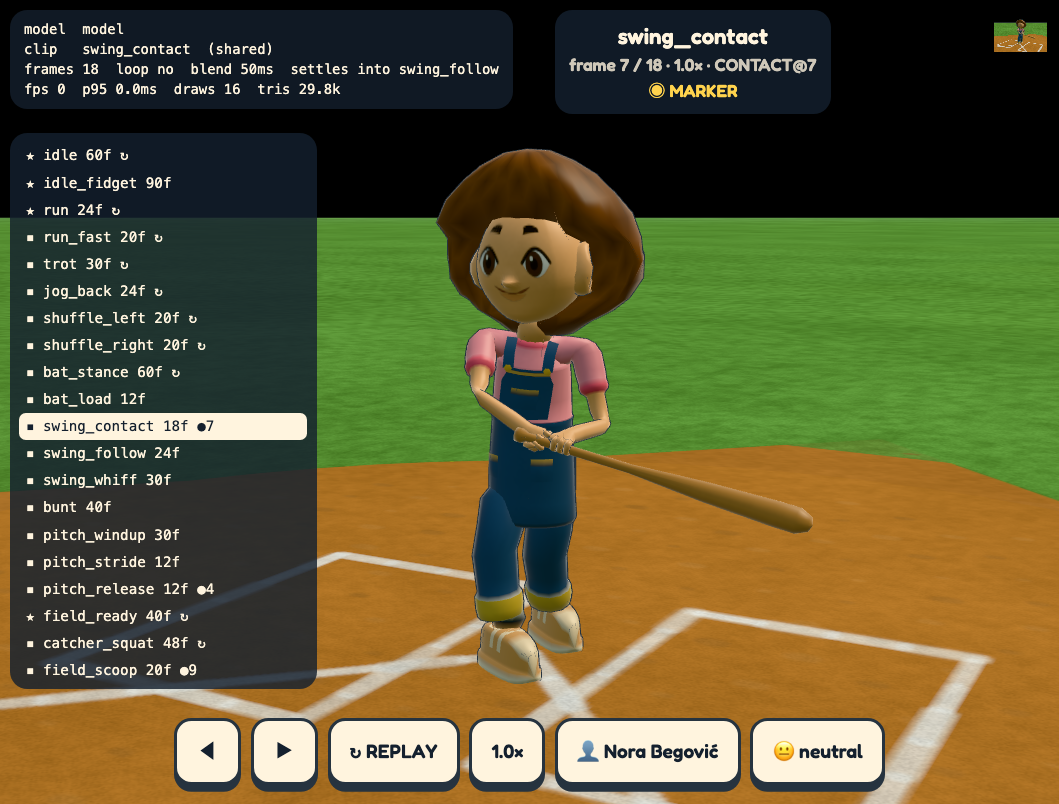 model model
clip swing_contact (shared)
frames 18 loop no blend 50ms settles into swing_follow
fps 0 p95 0.0ms draws 16 tris 29.8k
swing_contact
frame 7 / 18 · 1.0× · CONTACT@7
◉ MARKER
★ idle 60f ↻
★ idle_fidget 90f
★ run 24f ↻
▪ run_fast 20f ↻
▪ trot 30f ↻
▪ jog_back 24f ↻
▪ shuffle_left 20f ↻
▪ shuffle_right 20f ↻
▪ bat_stance 60f ↻
▪ bat_load 12f
▪ swing_contact 18f ●7
▪ swing_follow 24f
▪ swing_whiff 30f
▪ bunt 40f
▪ pitch_windup 30f
▪ pitch_stride 12f
▪ pitch_release 12f ●4
★ field_ready 40f ↻
▪ catcher_squat 48f ↻
▪ field_scoop 20f ●9
◀ ▶ ↻ REPLAY 1.0× 👤 Nora Begović 😐 neutral